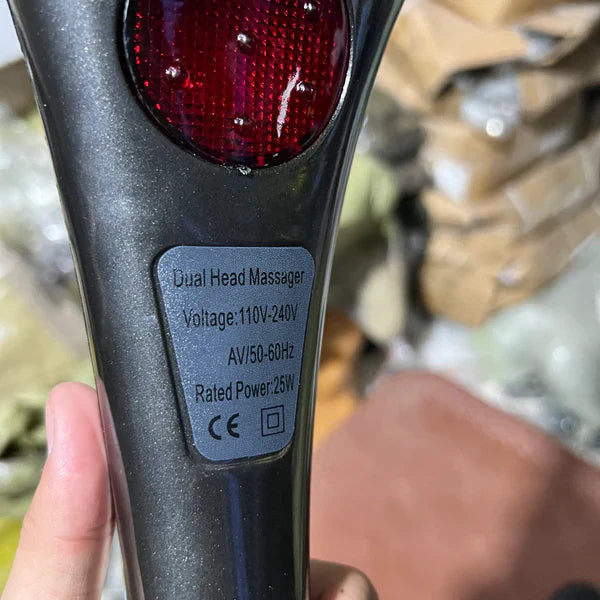 Dual Head Massager
Voltage:110V-240V
AV/50-60Hz
Rated Power:25W
CE